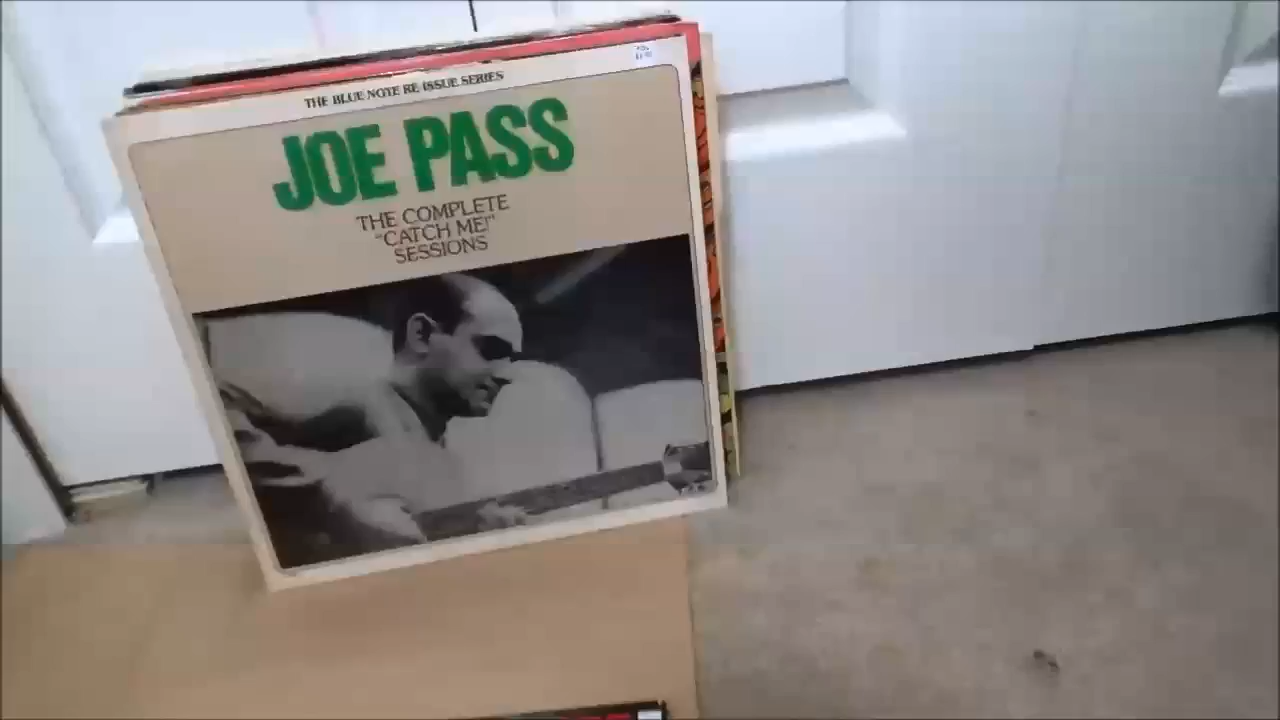 THE BLUE NOTE RE ISSUE SERIES
JOE PASS
THE COMPLETE
"CATCH ME!"
SESSIONS